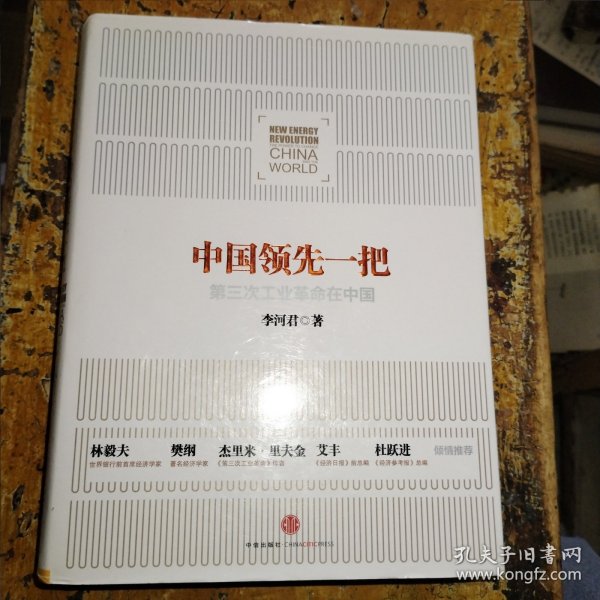 NEW ENERGY
REVOLUTION
CHINA
WORLD
中国领先一把
第三次工业革命在中国
李河君◎著
林毅夫 樊纲 杰里米·里夫金 艾丰 杜跃进 倾情推荐
世界银行前首席经济学家 著名经济学家 《第三次工业革命》作者 《经济日报》前总编 《经济参考报》总编
中信出版社·CHINACITICPRESS
孔夫子旧书网
www.kongfz.com